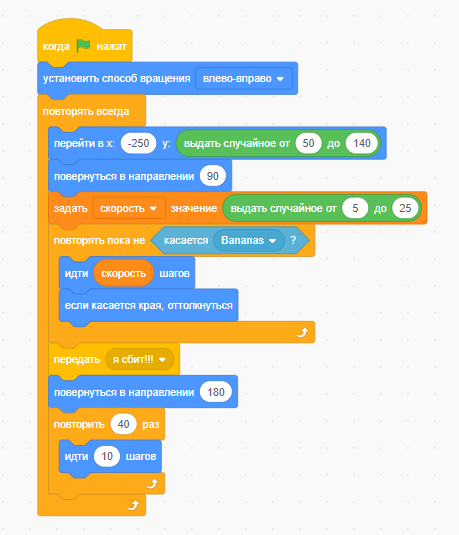 когда нажат
установить способ вращения влево-вправо
повторять всегда
перейти в x: -250 y: выдать случайное от 50 до 140
повернуться в направлении 90
задать скорость значение выдать случайное от 5 до 25
повторять пока не касается Bananas ?
идти скорость шагов
если касается края, оттолкнуться
передать я сбит!!!
повернуться в направлении 180
повторить 40 раз
идти 10 шагов